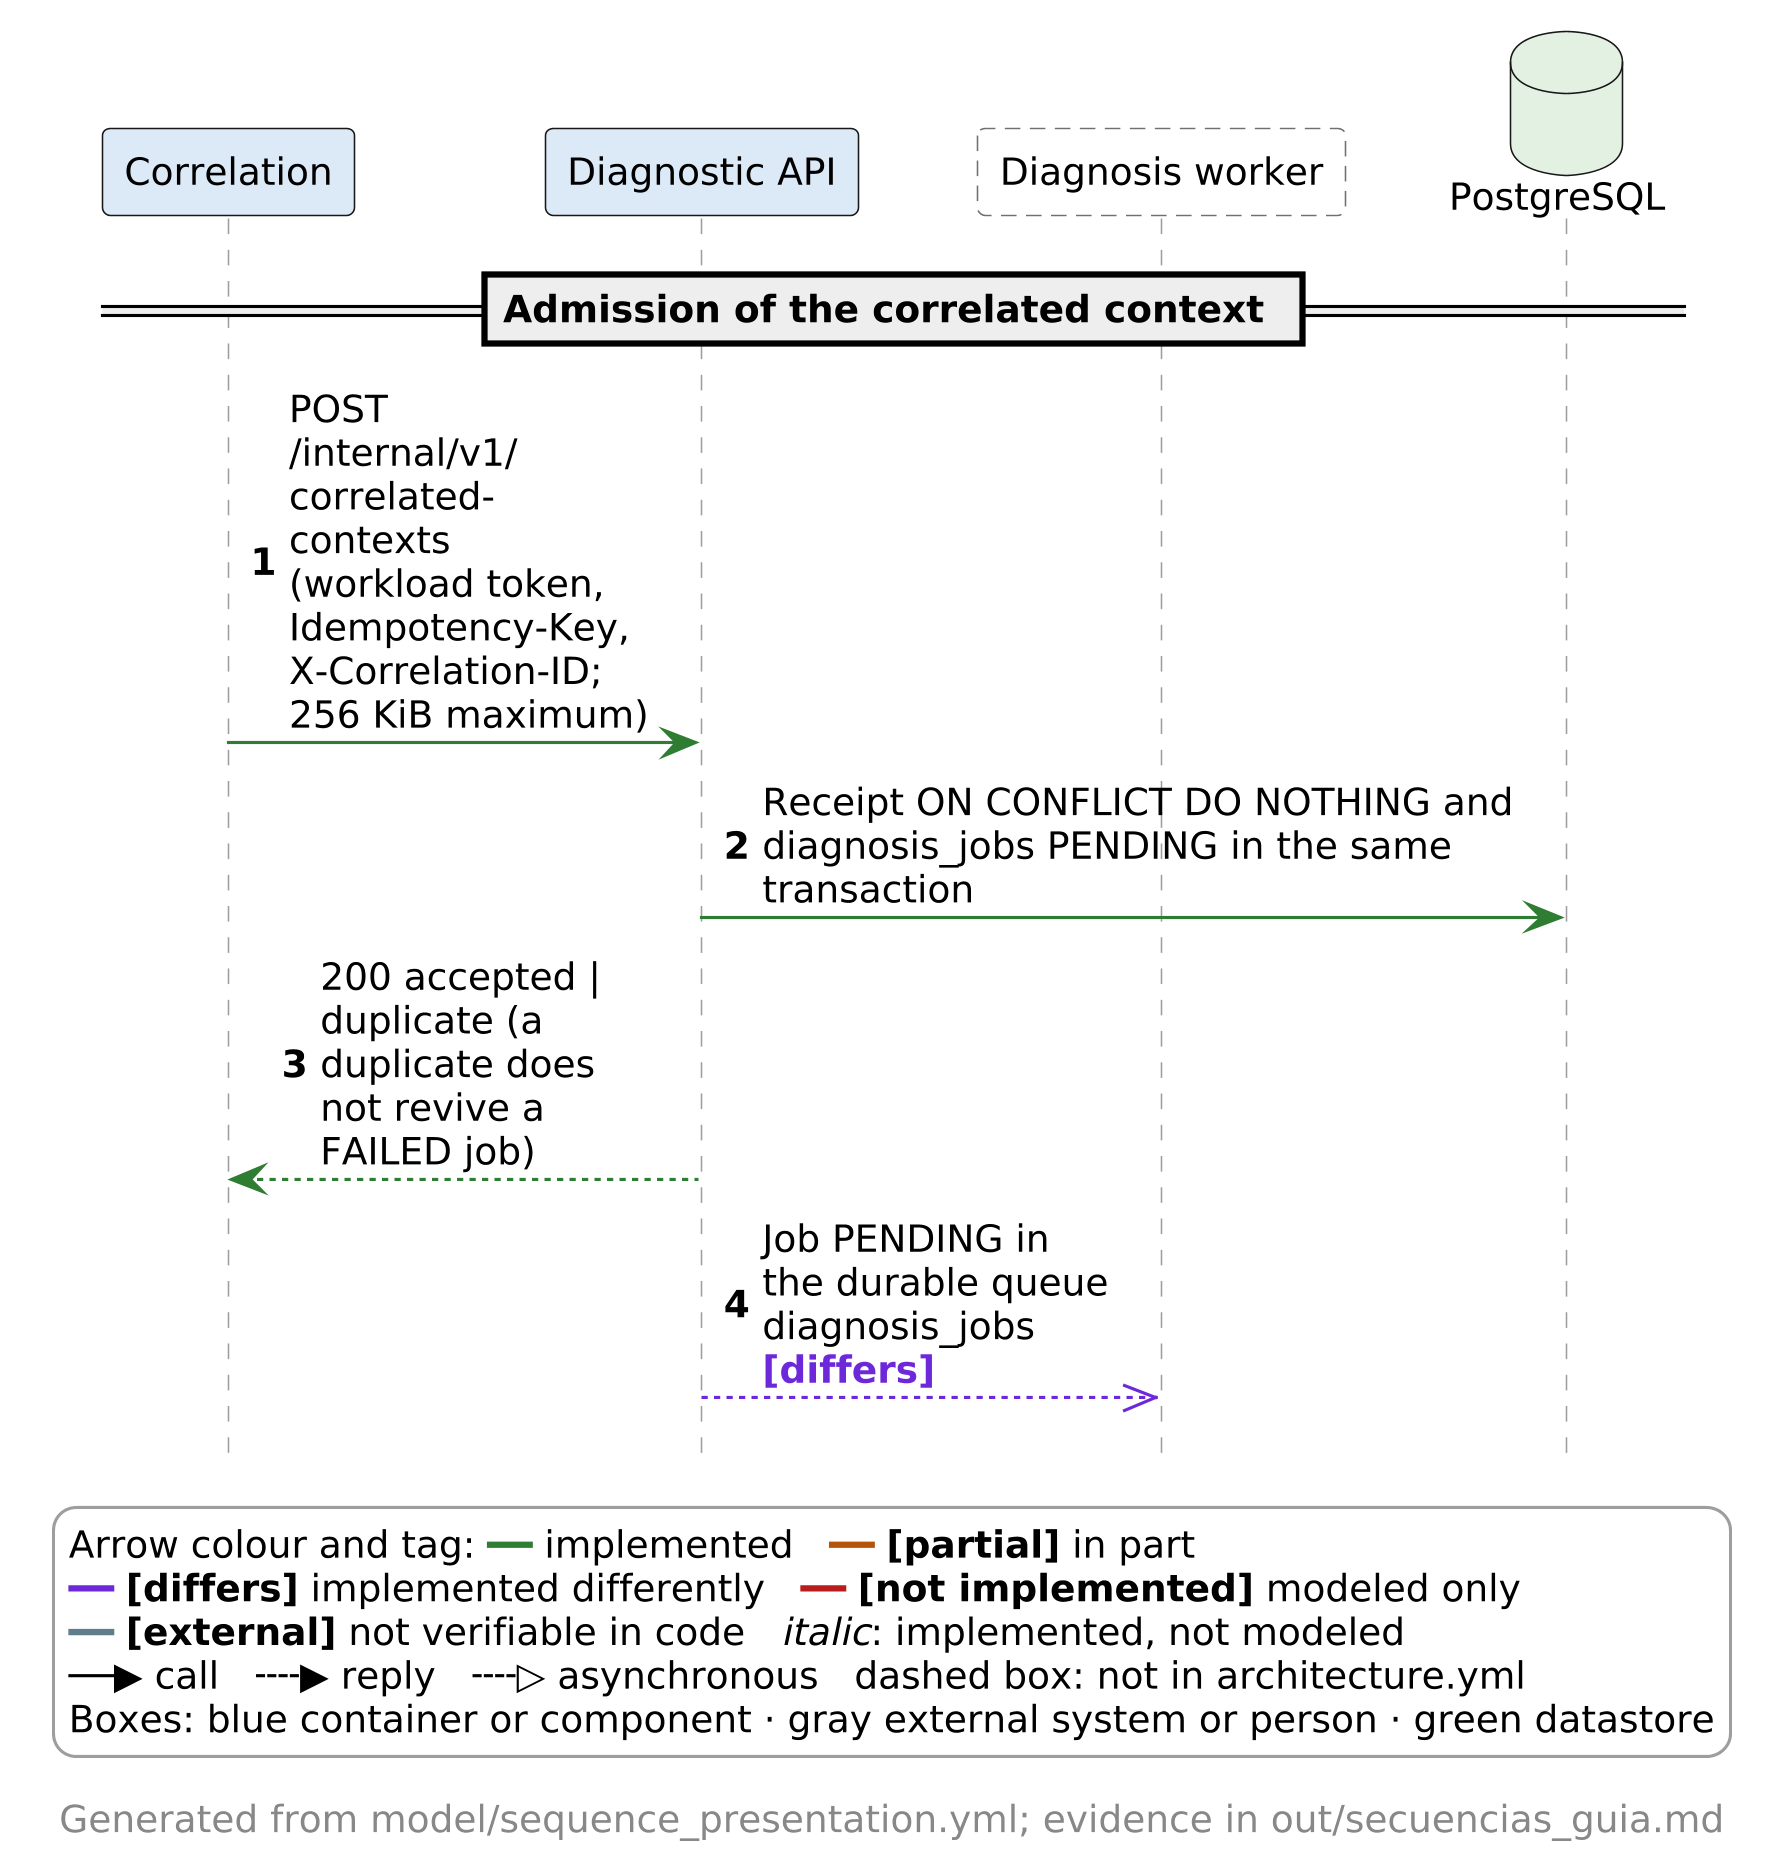 Correlation
Diagnostic API
Diagnosis worker
PostgreSQL
Admission of the correlated context
POST
/internal/v1/
correlated-
contexts
1
(workload token,
Idempotency-Key,
X-Correlation-ID;
256 KiB maximum)
Receipt ON CONFLICT DO NOTHING and
2 diagnosis_jobs PENDING in the same
transaction
200 accepted |
duplicate (a
3 duplicate does
not revive a
FAILED job)
Job PENDING in
the durable queue
4
diagnosis_jobs
[differs]
Arrow colour and tag: implemented [partial] in part
[differs] implemented differently [not implemented] modeled only
[external] not verifiable in code italic: implemented, not modeled
call reply asynchronous dashed box: not in architecture.yml
Boxes: blue container or component · gray external system or person · green datastore
Generated from model/sequence_presentation.yml; evidence in out/secuencias_guia.md